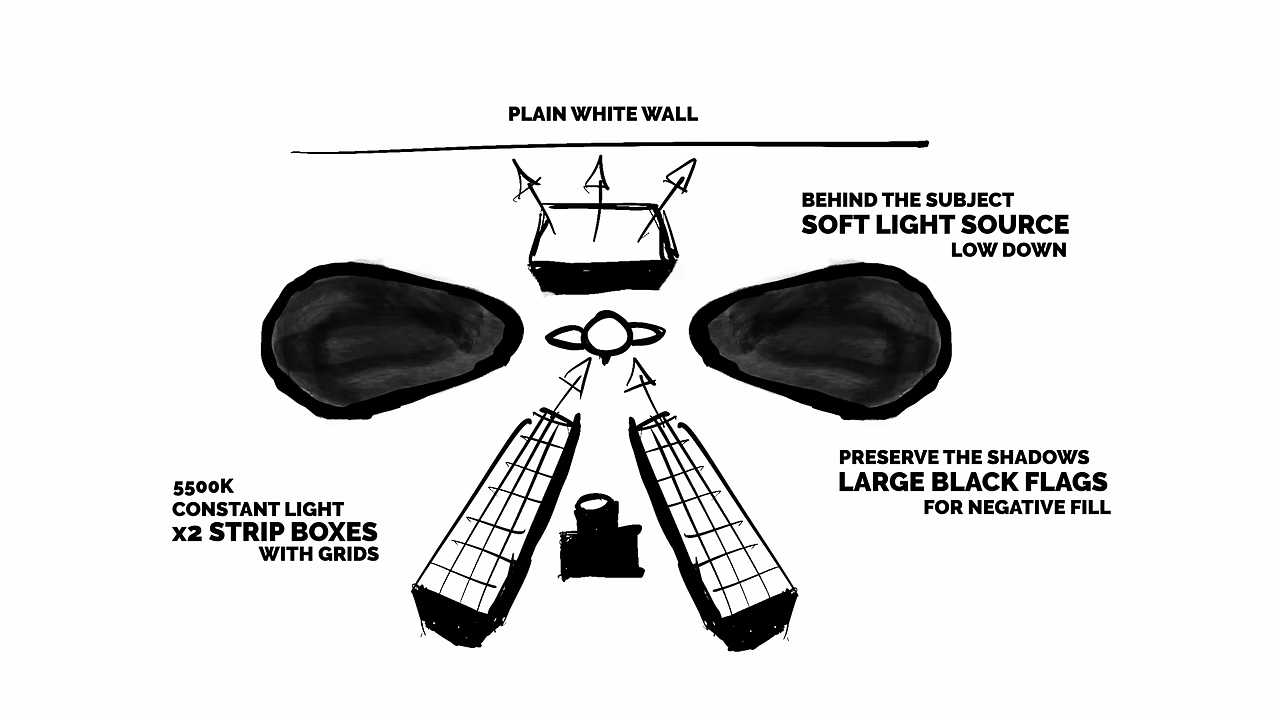 PLAIN WHITE WALL
BEHIND THE SUBJECT
SOFT LIGHT SOURCE
LOW DOWN
PRESERVE THE SHADOWS
LARGE BLACK FLAGS
FOR NEGATIVE FILL
5500K
CONSTANT LIGHT
x2 STRIP BOXES
WITH GRIDS